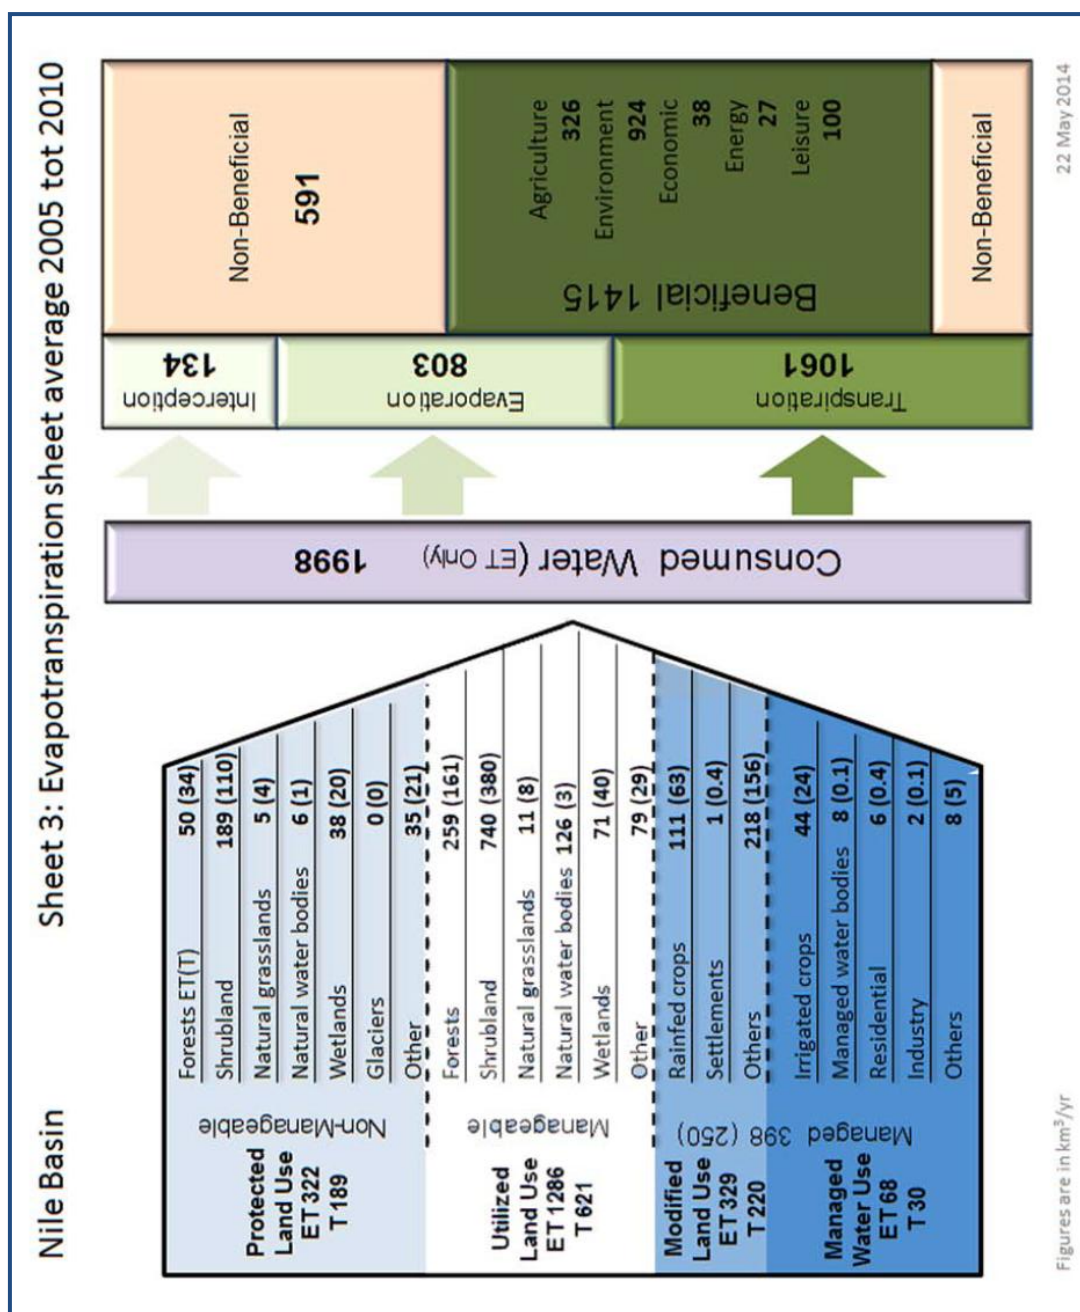 Nile Basin
Sheet 3: Evapotranspiration sheet average 2005 tot 2010
Protected
Land Use
ET 322
T 189
Non-Manageable
Forests ET(T) 50 (34)
Shrubland 189 (110)
Natural grasslands 5 (4)
Natural water bodies 6 (1)
Wetlands 38 (20)
Glaciers 0 (0)
Other 35 (21)
Utilized
Land Use
ET 1286
T 621
Manageable
Forests 259 (161)
Shrubland 740 (380)
Natural grasslands 11 (8)
Natural water bodies 126 (3)
Wetlands 71 (40)
Other 79 (29)
Modified
Land Use
ET 329
T 220
Managed 398 (250)
Rainfed crops 111 (63)
Settlements 1 (0.4)
Others 218 (156)
Managed
Water Use
ET 68
T 30
Irrigated crops 44 (24)
Managed water bodies 8 (0.1)
Residential 6 (0.4)
Industry 2 (0.1)
Others 8 (5)
Consumed Water (ET Only) 1998
Interception
134
Evaporation
803
Transpiration
1061
Non-Beneficial
591
Beneficial 1415
Agriculture
326
Environment
924
Economic
38
Energy
27
Leisure
100
Non-Beneficial
Figures are in km³/yr
22 May 2014